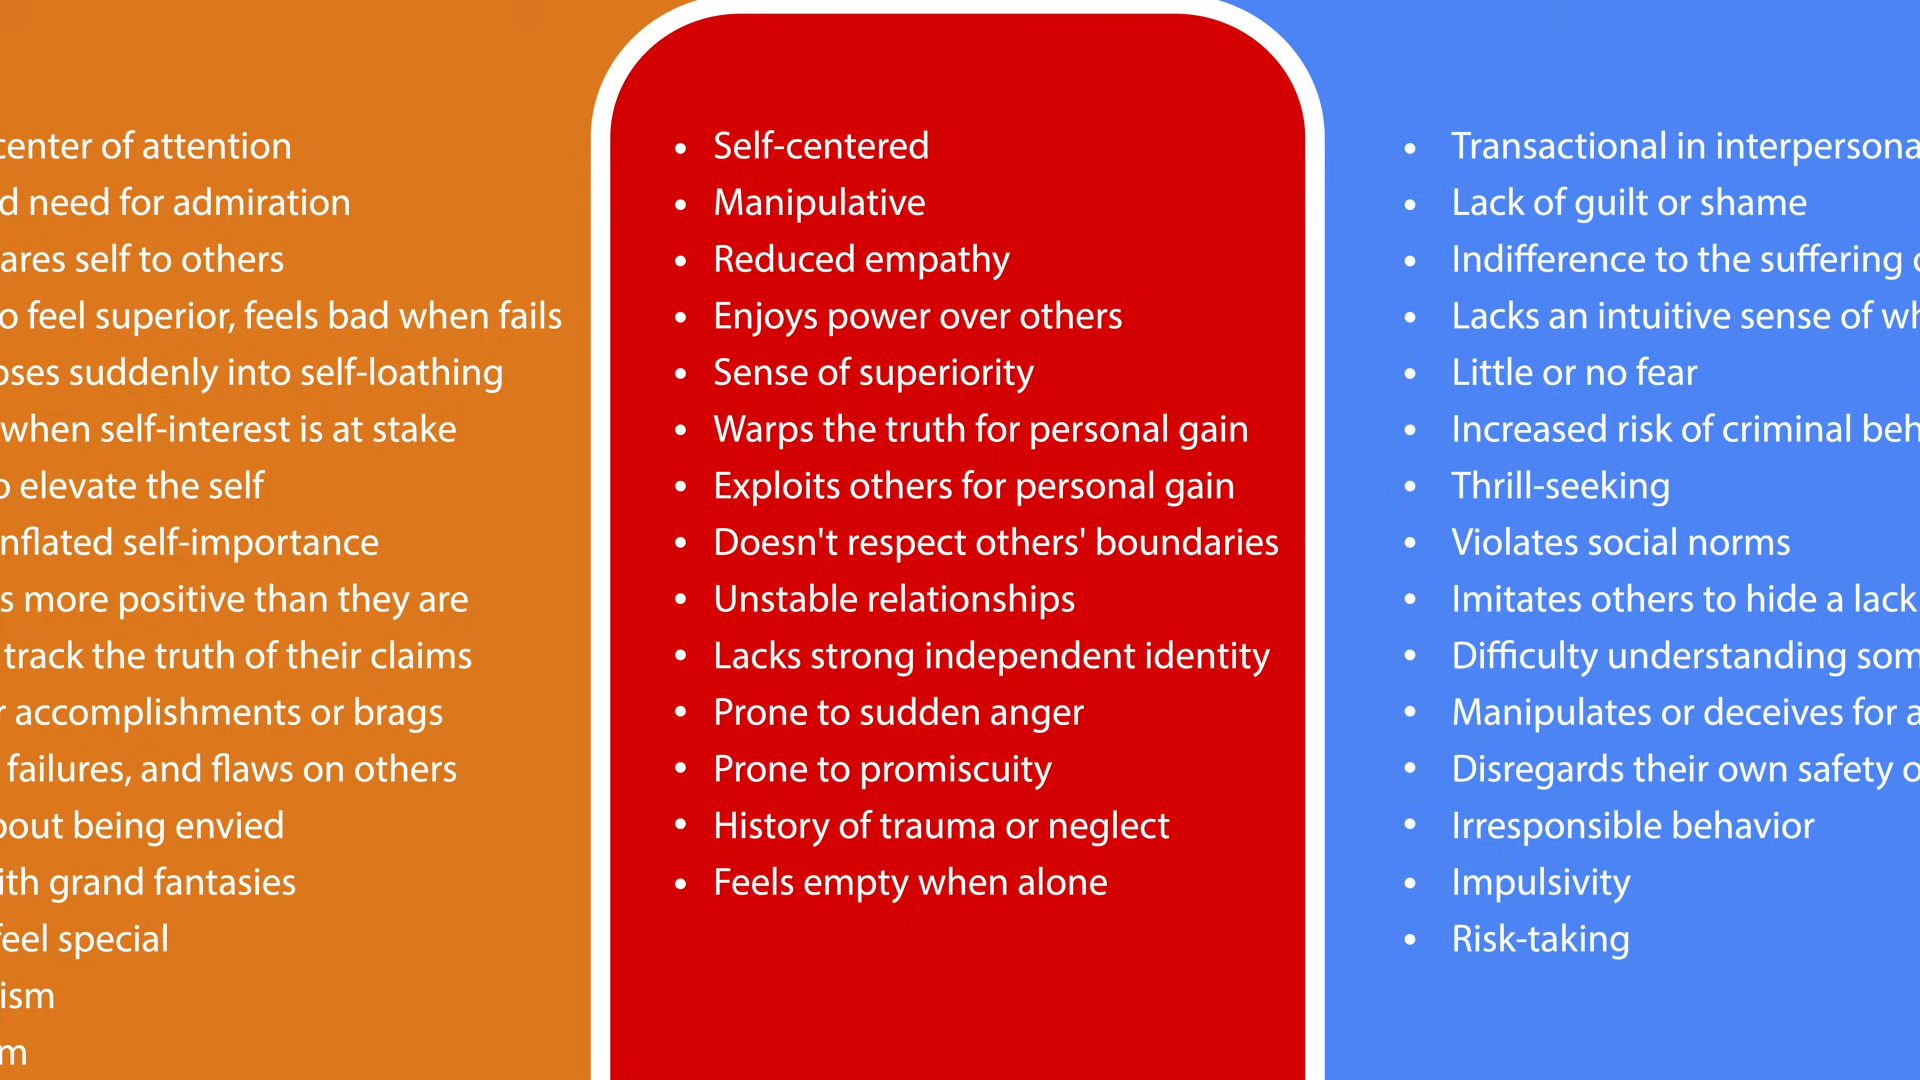 center of attention
d need for admiration
ares self to others
o feel superior, feels bad when fails
oses suddenly into self-loathing
when self-interest is at stake
o elevate the self
nflated self-importance
s more positive than they are
track the truth of their claims
r accomplishments or brags
failures, and flaws on others
bout being envied
ith grand fantasies
feel special
ism
m
• Self-centered
• Manipulative
• Reduced empathy
• Enjoys power over others
• Sense of superiority
• Warps the truth for personal gain
• Exploits others for personal gain
• Doesn't respect others' boundaries
• Unstable relationships
• Lacks strong independent identity
• Prone to sudden anger
• Prone to promiscuity
• History of trauma or neglect
• Feels empty when alone
• Transactional in interpersona
• Lack of guilt or shame
• Indifference to the suffering o
• Lacks an intuitive sense of wh
• Little or no fear
• Increased risk of criminal beh
• Thrill-seeking
• Violates social norms
• Imitates others to hide a lack
• Difficulty understanding som
• Manipulates or deceives for a
• Disregards their own safety o
• Irresponsible behavior
• Impulsivity
• Risk-taking